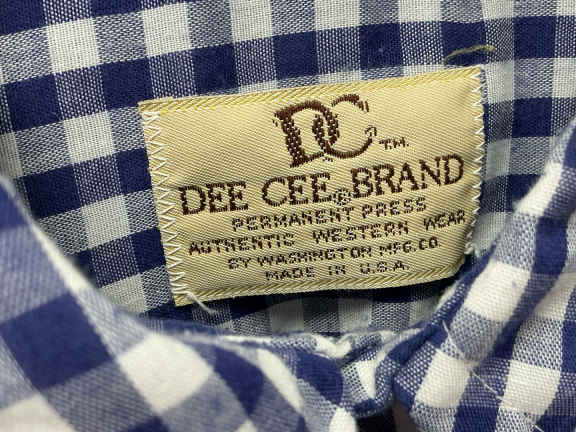 DC TM.
DEE CEE® BRAND
PERMANENT PRESS
AUTHENTIC WESTERN WEAR
BY WASHINGTON MFG. CO.
MADE IN U.S.A.